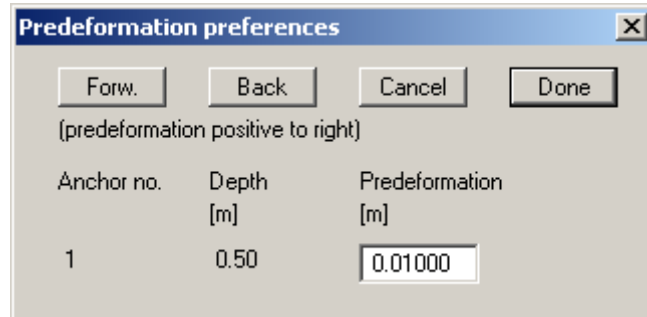 Predeformation preferences
Forw. Back Cancel Done
(predeformation positive to right)
Anchor no. Depth Predeformation
[m] [m]
1 0.50 0.01000